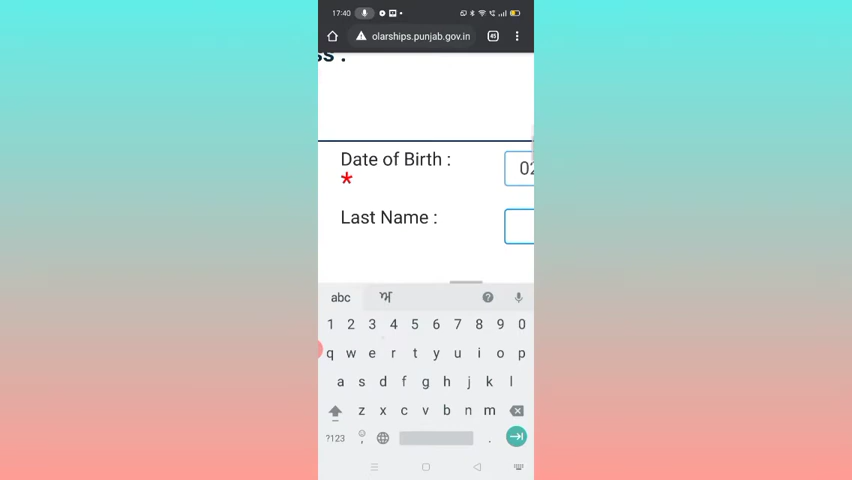 17:40
45
olarships.punjab.gov.in
ss :
Date of Birth :
*
02
Last Name :
abc ਅ ?
1 2 3 4 5 6 7 8 9 0
q w e r t y u i o p
a s d f g h j k l
z x c v b n m
?123 , .